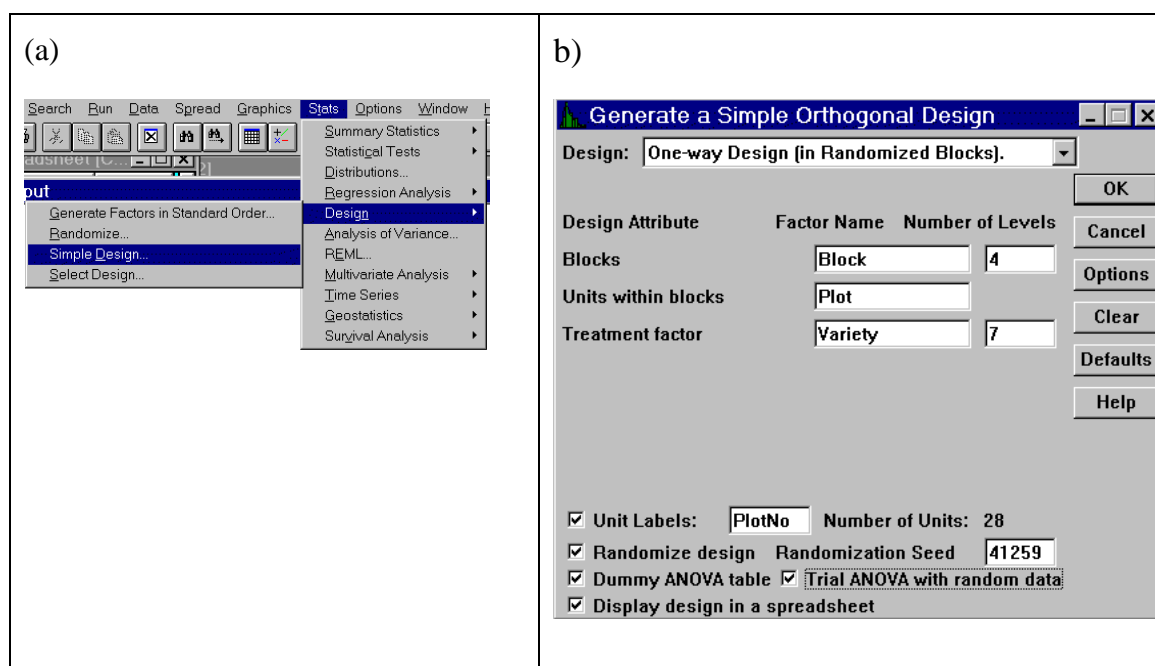 (a)
Search Run Data Spread Graphics Stats Options Window
Summary Statistics
Statistical Tests
Distributions...
Regression Analysis
Design
Analysis of Variance...
REML...
Multivariate Analysis
Time Series
Geostatistics
Survival Analysis
Generate Factors in Standard Order...
Randomize...
Simple Design...
Select Design...
b)
Generate a Simple Orthogonal Design
Design: One-way Design (in Randomized Blocks).
OK
Design Attribute Factor Name Number of Levels
Cancel
Blocks Block 4
Options
Units within blocks Plot
Clear
Treatment factor Variety 7
Defaults
Help
Unit Labels: PlotNo Number of Units: 28
Randomize design Randomization Seed 41259
Dummy ANOVA table Trial ANOVA with random data
Display design in a spreadsheet